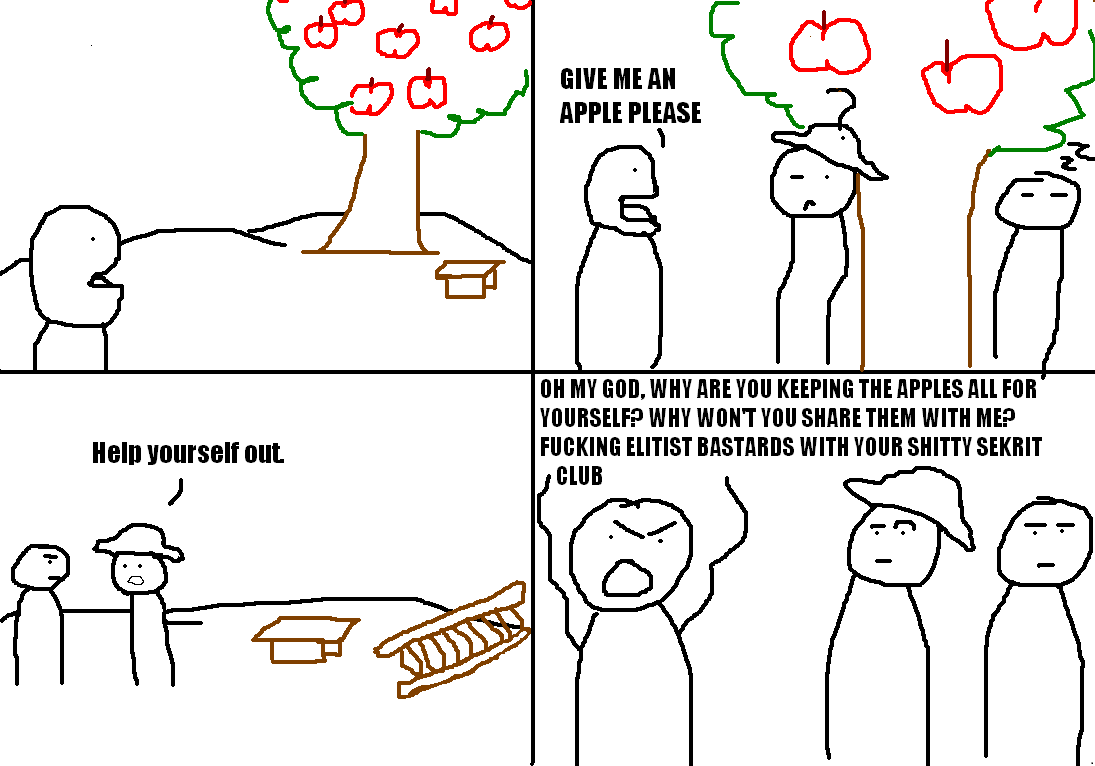 GIVE ME AN
APPLE PLEASE
z z z
Help yourself out.
OH MY GOD, WHY ARE YOU KEEPING THE APPLES ALL FOR
YOURSELF? WHY WON'T YOU SHARE THEM WITH ME?
FUCKING ELITIST BASTARDS WITH YOUR SHITTY SEKRIT
CLUB